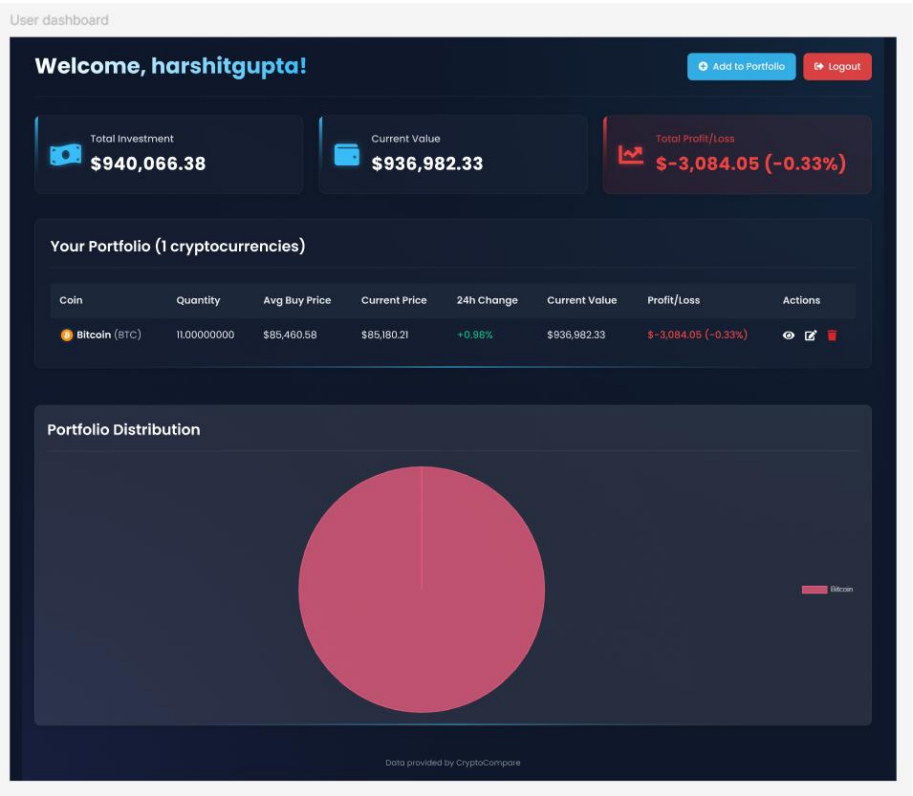 User dashboard
Welcome, harshitgupta!
Add to Portfolio
Logout
Total Investment
$940,066.38
Current Value
$936,982.33
Total Profit/Loss
$-3,084.05 (-0.33%)
Your Portfolio (1 cryptocurrencies)
Coin Quantity Avg Buy Price Current Price 24h Change Current Value Profit/Loss Actions
Bitcoin (BTC) 11.00000000 $85,460.58 $85,180.21 +0.98% $936,982.33 $-3,084.05 (-0.33%)
Portfolio Distribution
Bitcoin
Data provided by CryptoCompare